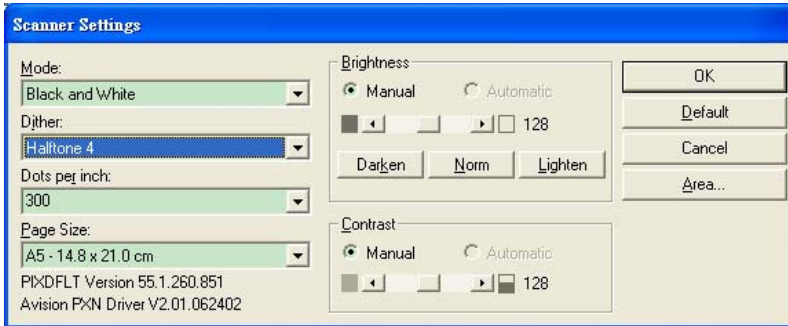 Scanner Settings
Mode:
Black and White
Dither:
Halftone 4
Dots per inch:
300
Page Size:
A5 - 14.8 x 21.0 cm
PIXDFLT Version 55.1.260.851
Avision PXN Driver V2.01.062402
Brightness
Manual Automatic
128
Darken Norm Lighten
Contrast
Manual Automatic
128
OK
Default
Cancel
Area...